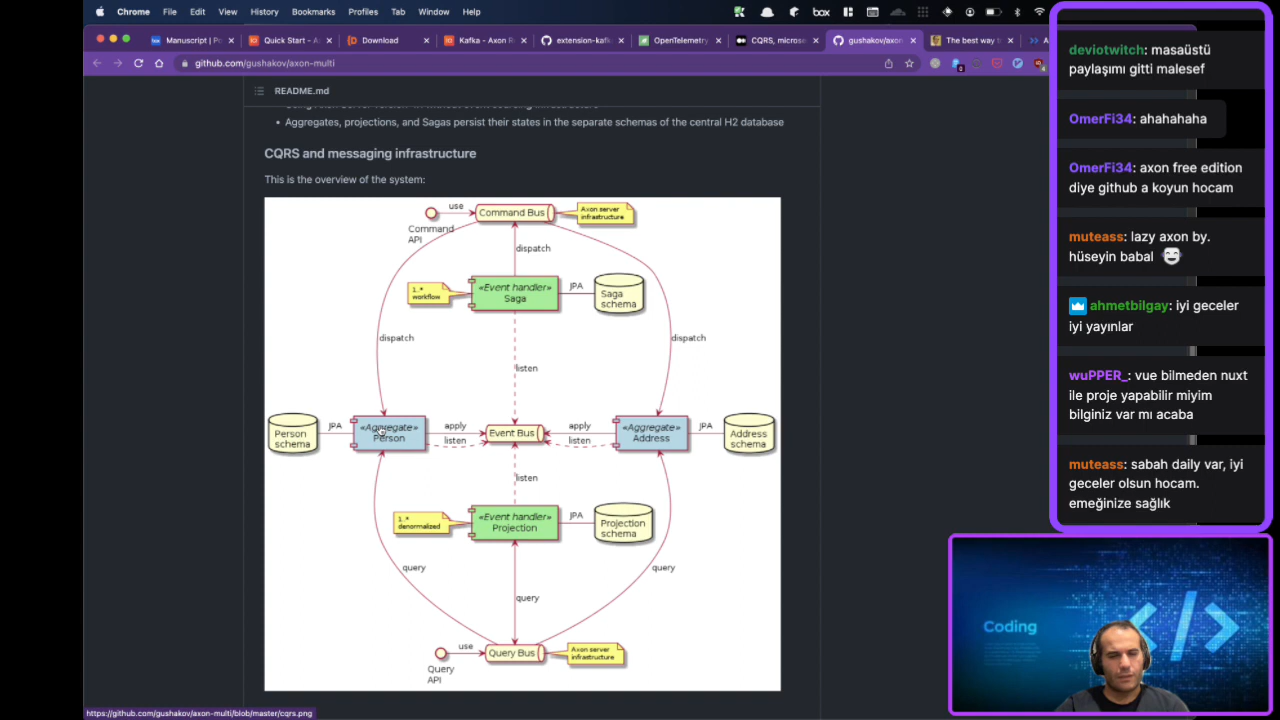 Chrome File Edit View History Bookmarks Profiles Tab Window Help
box
Manuscript | Po
Quick Start - Ax
Download
Kafka - Axon Re
extension-kafk
OpenTelemetry
CQRS, microse
gushakov/axon
The best way t
github.com/gushakov/axon-multi
README.md
Aggregates, projections, and Sagas persist their states in the separate schemas of the central H2 database
CQRS and messaging infrastructure
This is the overview of the system:
use
Command Bus
Axon server
infrastructure
Command
API
dispatch
1..*
workflow
«Event handler»
Saga
JPA
Saga
schema
dispatch
dispatch
listen
Person
schema
JPA
«Aggregate»
Person
apply
listen
Event Bus
apply
listen
«Aggregate»
Address
JPA
Address
schema
listen
1..*
denormalized
«Event handler»
Projection
JPA
Projection
schema
query
query
query
use
Query Bus
Axon server
infrastructure
Query
API
https://github.com/gushakov/axon-multi/blob/master/cqrs.png
deviotwitch: masaüstü
paylaşımı gitti malesef
OmerFi34: ahahahaha
OmerFi34: axon free edition
diye github a koyun hocam
muteass: lazy axon by.
hüseyin babal
ahmetbilgay: iyi geceler
iyi yayınlar
wuPPER_: vue bilmeden nuxt
ile proje yapabilir miyim
bilginiz var mı acaba
muteass: sabah daily var, iyi
geceler olsun hocam.
emeğinize sağlık
Coding